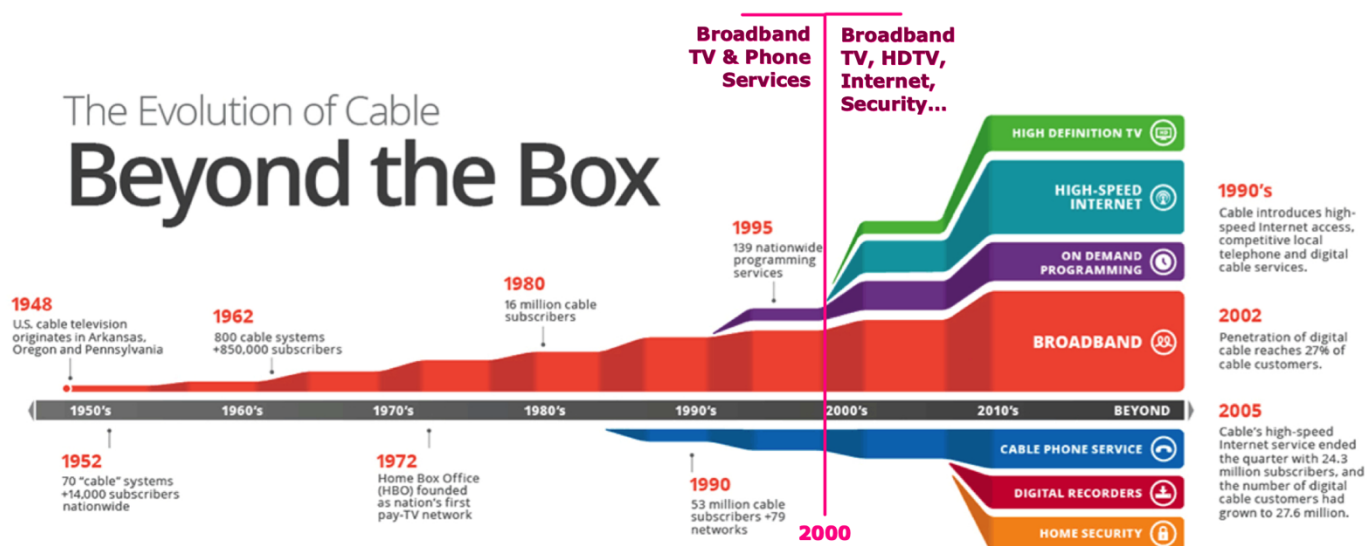 Broadband
TV & Phone
Services
Broadband
TV, HDTV,
Internet,
Security...
The Evolution of Cable
Beyond the Box
1948
U.S. cable television
originates in Arkansas,
Oregon and Pennsylvania
1962
800 cable systems
+850,000 subscribers
1980
16 million cable
subscribers
1995
139 nationwide
programming
services
HIGH DEFINITION TV
HD
HIGH-SPEED
INTERNET
ON DEMAND
PROGRAMMING
BROADBAND
1950's
1960's
1970's
1980's
1990's
2000's
2010's
BEYOND
1952
70 "cable" systems
+14,000 subscribers
nationwide
1972
Home Box Office
(HBO) founded
as nation's first
pay-TV network
1990
53 million cable
subscribers +79
networks
2000
CABLE PHONE SERVICE
DIGITAL RECORDERS
HOME SECURITY
1990's
Cable introduces high-
speed Internet access,
competitive local
telephone and digital
cable services.
2002
Penetration of digital
cable reaches 27% of
cable customers.
2005
Cable's high-speed
Internet service ended
the quarter with 24.3
million subscribers, and
the number of digital
cable customers had
grown to 27.6 million.